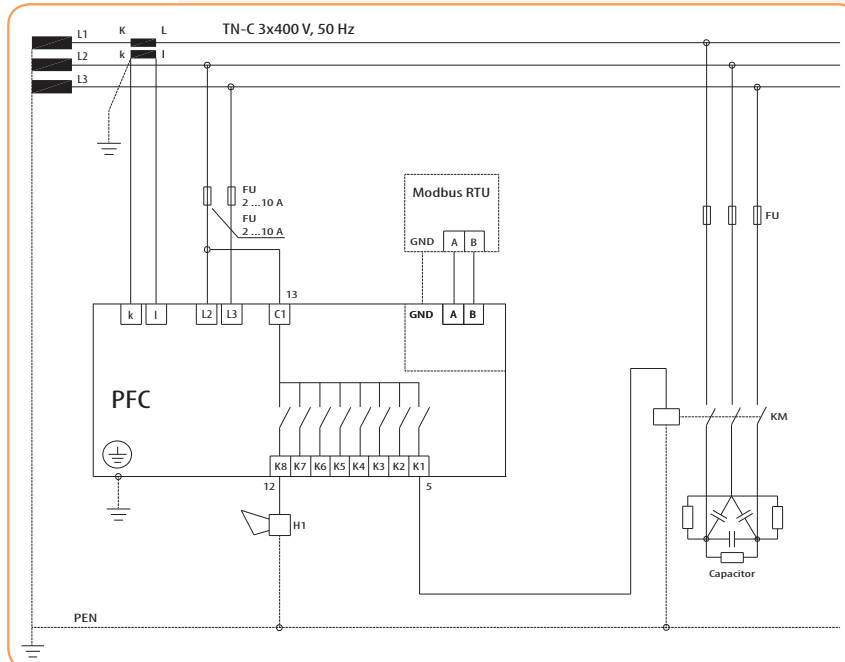 TN-C 3x400 V, 50 Hz
L1
K
L
L2
k
l
L3
FU
2 ...10 A
FU
2 ...10 A
Modbus RTU
GND
A
B
FU
13
k
l
L2
L3
C1
GND
A
B
PFC
KM
K8
K7
K6
K5
K4
K3
K2
K1
12
5
H1
Capacitor
PEN